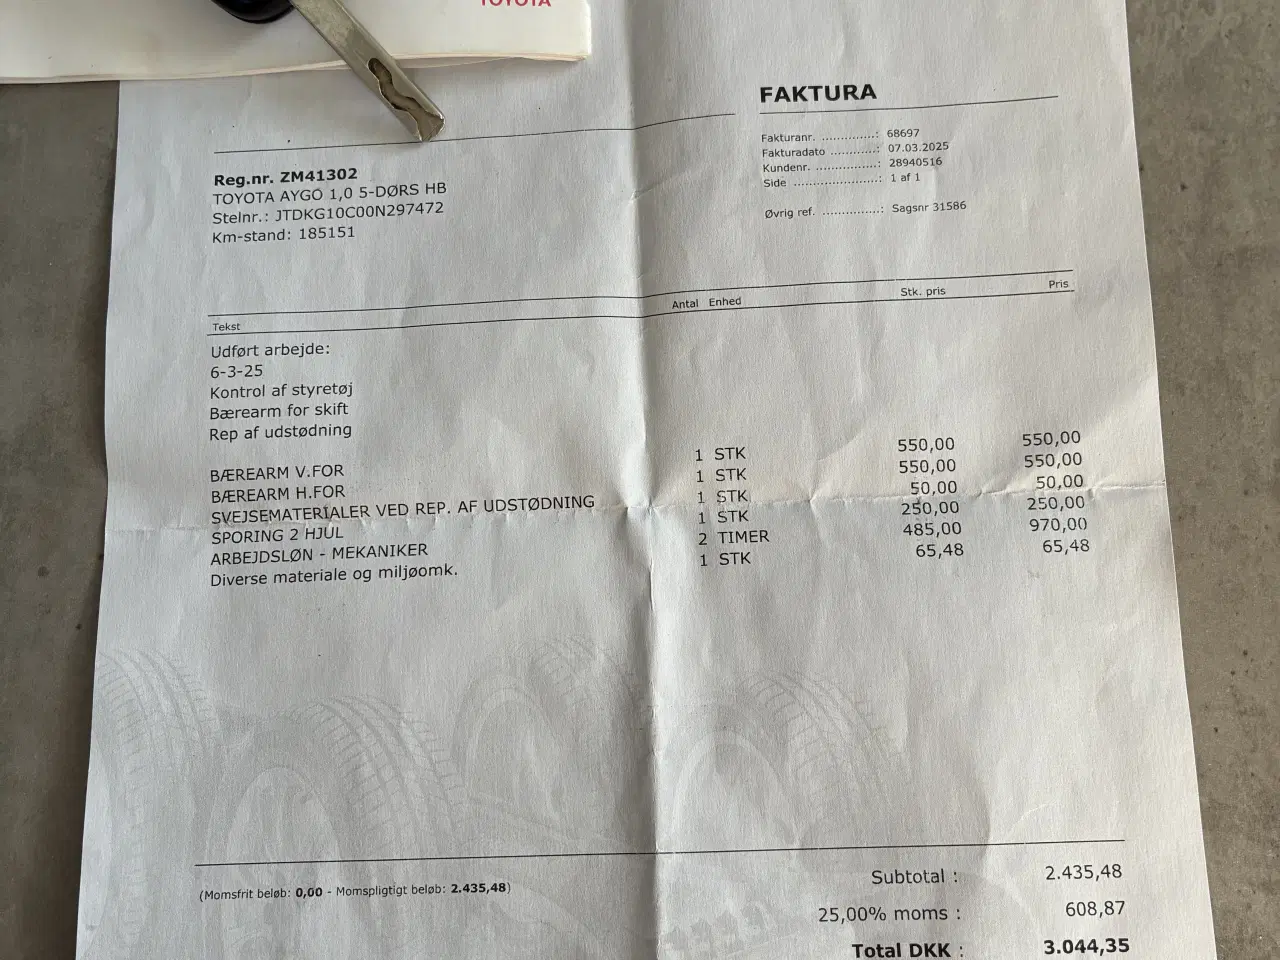 TOYOTA
FAKTURA
Fakturanr. ..............: 68697
Fakturadato ............: 07.03.2025
Kundenr. ................: 28940516
Side ......................: 1 af 1
Øvrig ref. ...............: Sagsnr 31586
Reg.nr. ZM41302
TOYOTA AYGO 1,0 5-DØRS HB
Stelnr.: JTDKG10C00N297472
Km-stand: 185151
Tekst Antal Enhed Stk. pris Pris
Udført arbejde:
6-3-25
Kontrol af styretøj
Bærearm for skift
Rep af udstødning
BÆREARM V.FOR 1 STK 550,00 550,00
BÆREARM H.FOR 1 STK 550,00 550,00
SVEJSEMATERIALER VED REP. AF UDSTØDNING 1 STK 50,00 50,00
SPORING 2 HJUL 1 STK 250,00 250,00
ARBEJDSLØN - MEKANIKER 2 TIMER 485,00 970,00
Diverse materiale og miljøomk. 1 STK 65,48 65,48
(Momsfrit beløb: 0,00 - Momspligtigt beløb: 2.435,48)
Subtotal : 2.435,48
25,00% moms : 608,87
Total DKK : 3.044,35